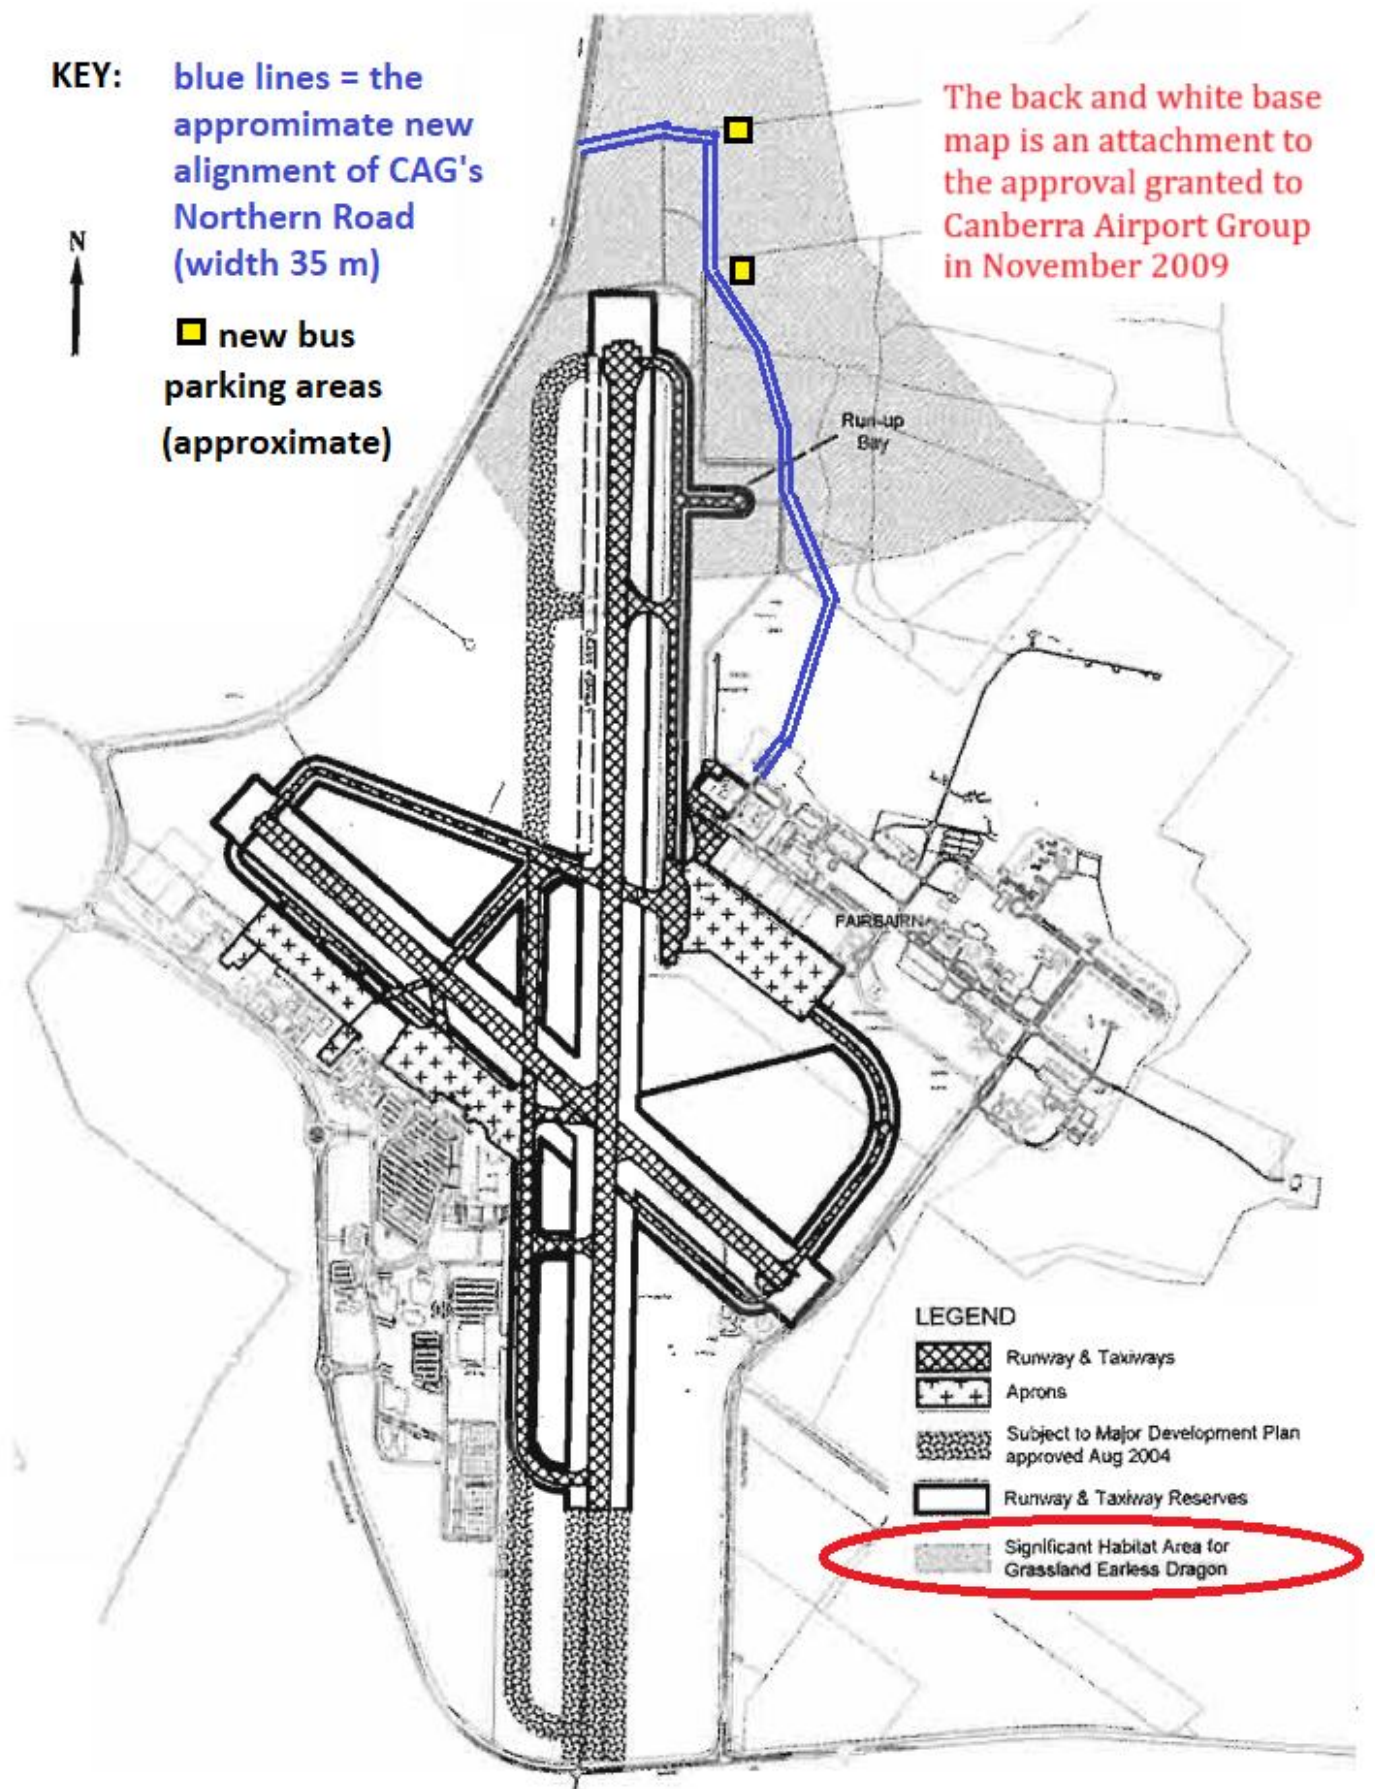 KEY:
blue lines = the
appromimate new
alignment of CAG's
Northern Road
(width 35 m)
N
new bus
parking areas
(approximate)
The back and white base
map is an attachment to
the approval granted to
Canberra Airport Group
in November 2009
Run-up
Bay
FAIRBAIRN
LEGEND
Runway & Taxiways
Aprons
Subject to Major Development Plan
approved Aug 2004
Runway & Taxiway Reserves
Significant Habitat Area for
Grassland Earless Dragon